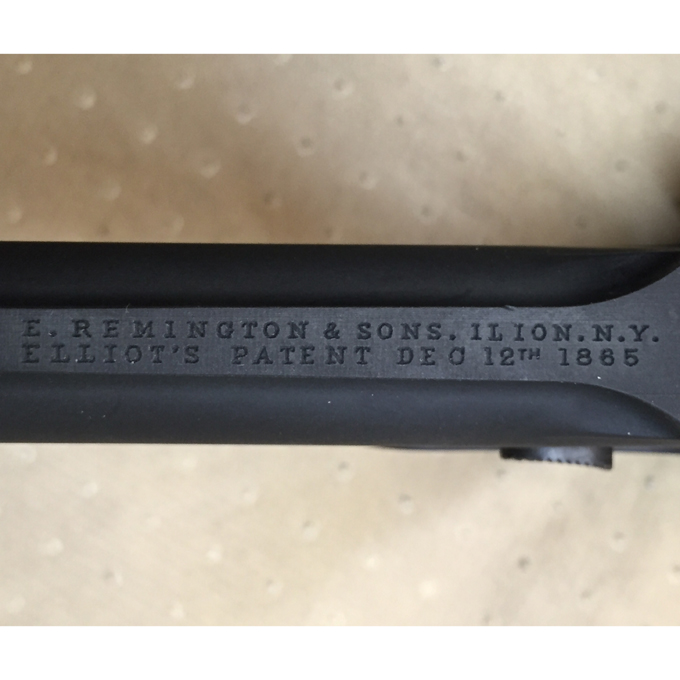 E. REMINGTON & SONS. ILION. N.Y.
ELLIOT'S PATENT DEC 12TH 1865